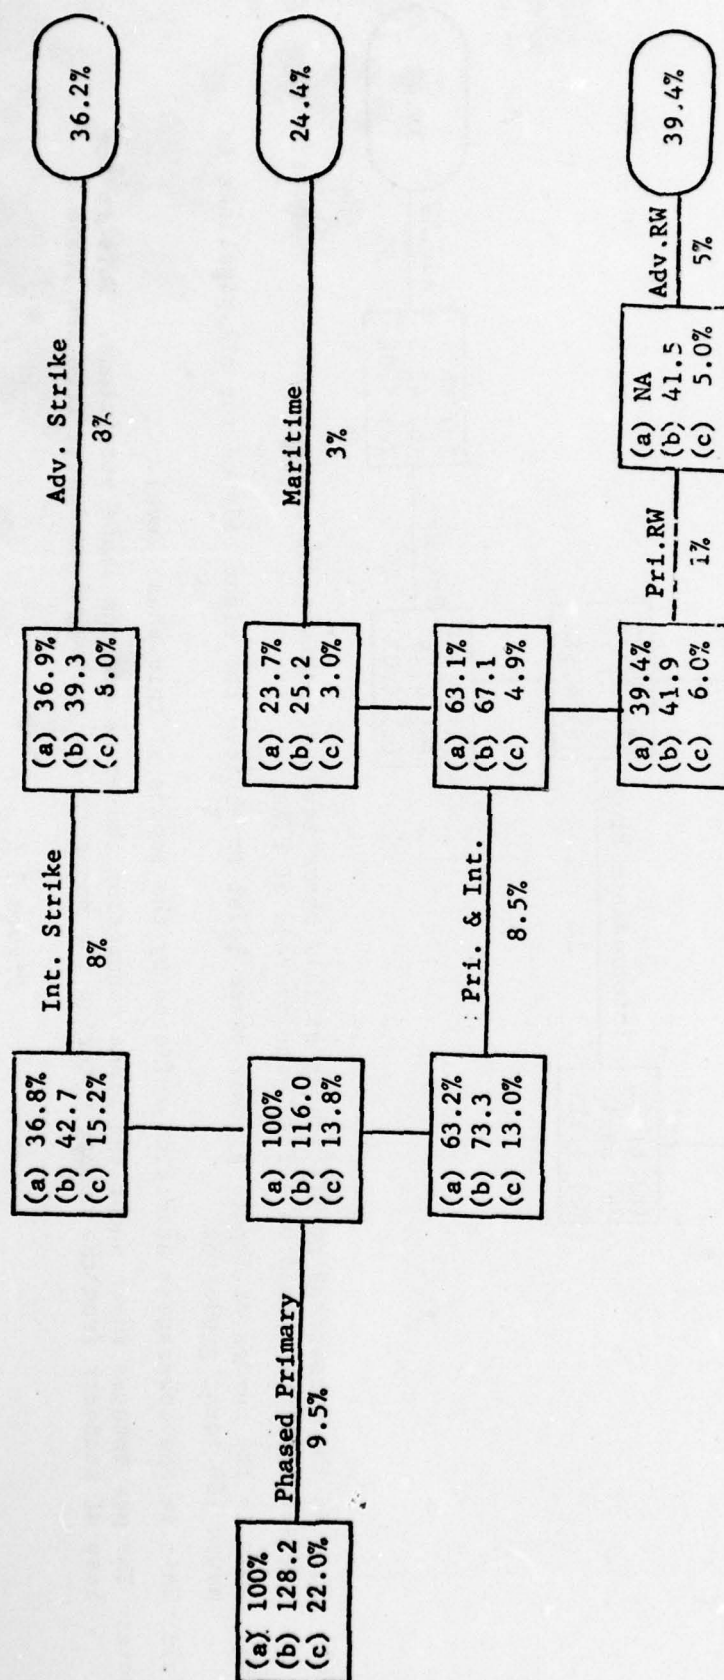 (a) 100%
(b) 128.2
(c) 22.0%
Phased Primary
9.5%
(a) 36.8%
(b) 42.7
(c) 15.2%
(a) 100%
(b) 116.0
(c) 13.8%
(a) 63.2%
(b) 73.3
(c) 13.0%
Int. Strike
8%
Pri. & Int.
8.5%
(a) 36.9%
(b) 39.3
(c) 8.0%
(a) 23.7%
(b) 25.2
(c) 3.0%
(a) 63.1%
(b) 67.1
(c) 4.9%
(a) 39.4%
(b) 41.9
(c) 6.0%
Adv. Strike
8%
Maritime
3%
Pri.RW
1%
(a) NA
(b) 41.5
(c) 5.0%
Adv.RW
5%
36.2%
24.4%
39.4%